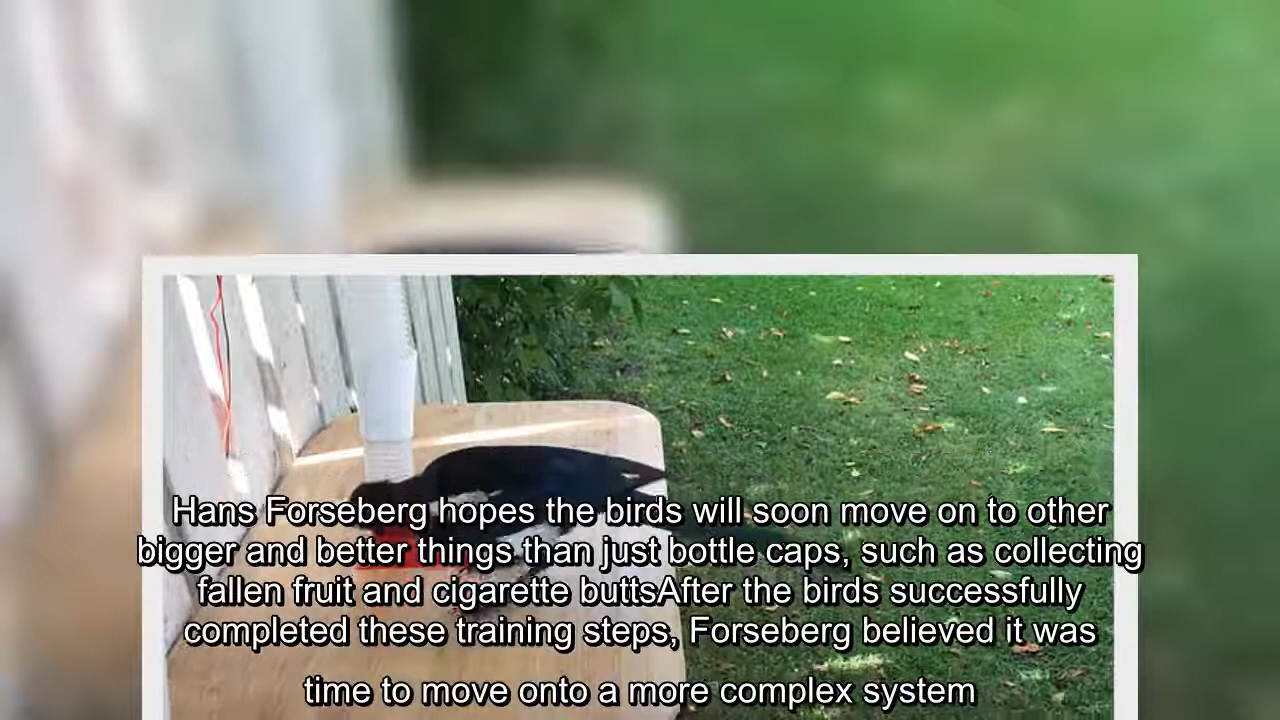 Hans Forseberg hopes the birds will soon move on to other
bigger and better things than just bottle caps, such as collecting
fallen fruit and cigarette buttsAfter the birds successfully
completed these training steps, Forseberg believed it was
time to move onto a more complex system